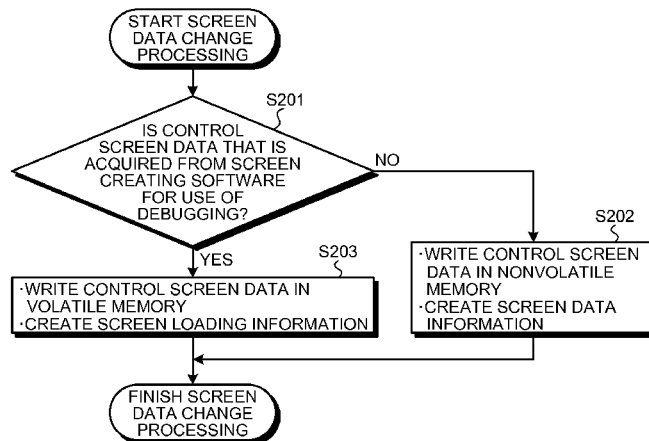 START SCREEN
DATA CHANGE
PROCESSING
S201
IS CONTROL
SCREEN DATA THAT IS
ACQUIRED FROM SCREEN
CREATING SOFTWARE
FOR USE OF
DEBUGGING?
NO
YES
S203
·WRITE CONTROL SCREEN DATA IN
VOLATILE MEMORY
·CREATE SCREEN LOADING INFORMATION
S202
·WRITE CONTROL SCREEN
DATA IN NONVOLATILE
MEMORY
·CREATE SCREEN DATA
INFORMATION
FINISH SCREEN
DATA CHANGE
PROCESSING